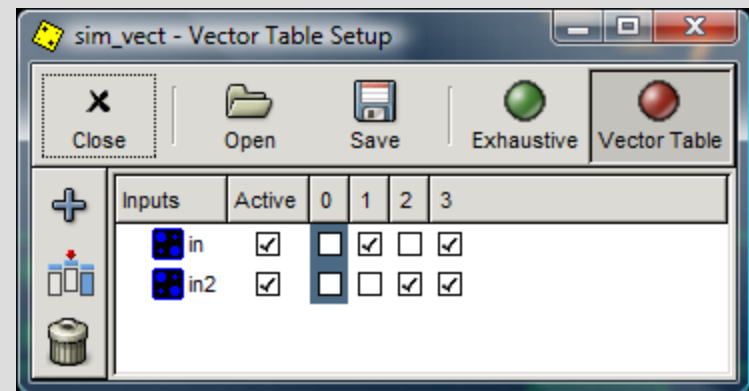 sim_vect - Vector Table Setup
Close Open Save Exhaustive Vector Table
Inputs Active 0 1 2 3
in
in2